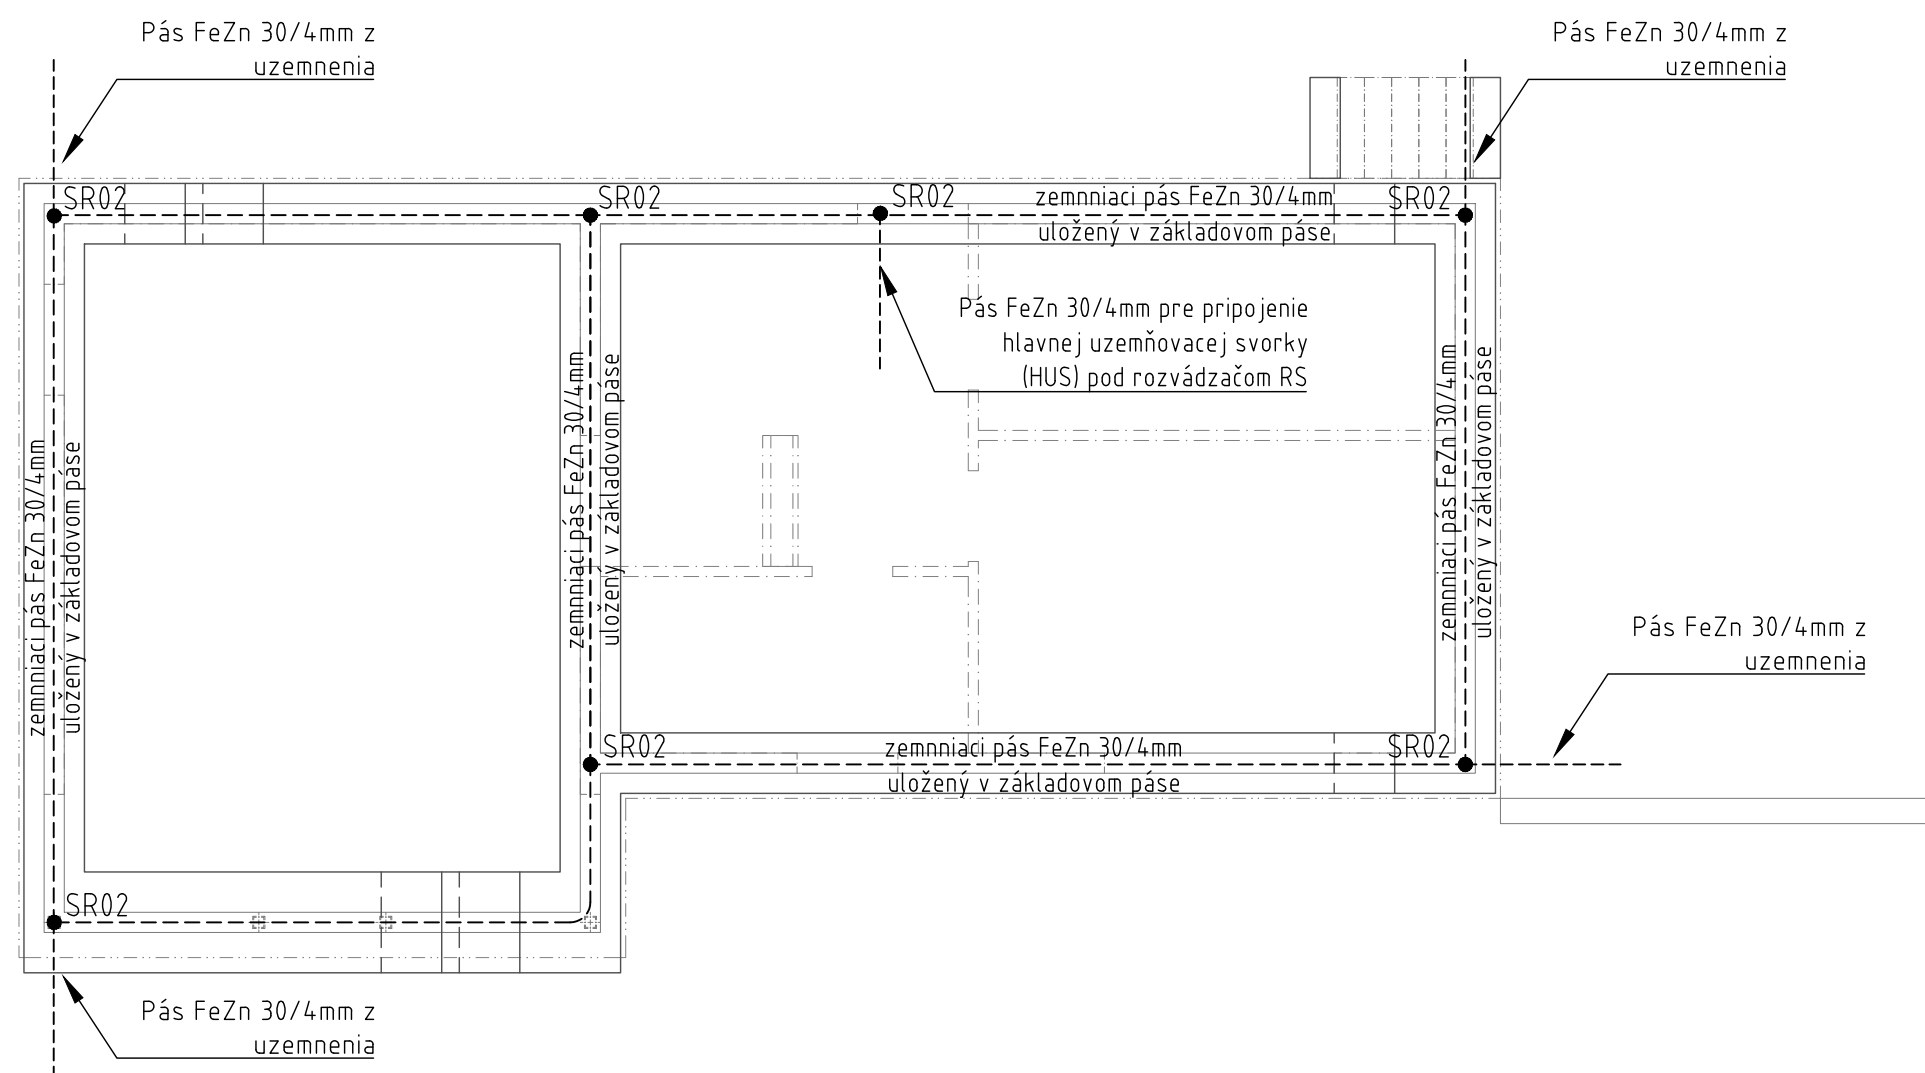 Pás FeZn 30/4mm z
uzemnenia
Pás FeZn 30/4mm z
uzemnenia
SR02
SR02
SR02
zemnniaci pás FeZn 30/4mm
uložený v základovom páse
SR02
Pás FeZn 30/4mm pre pripojenie
hlavnej uzemňovacej svorky
(HUS) pod rozvádzačom RS
zemnniaci pás FeZn 30/4mm
uložený v základovom páse
zemnniaci pás FeZn 30/4mm
uložený v základovom páse
zemnniaci pás FeZn 30/4mm
uložený v základovom páse
Pás FeZn 30/4mm z
uzemnenia
SR02
zemnniaci pás FeZn 30/4mm
uložený v základovom páse
SR02
SR02
Pás FeZn 30/4mm z
uzemnenia